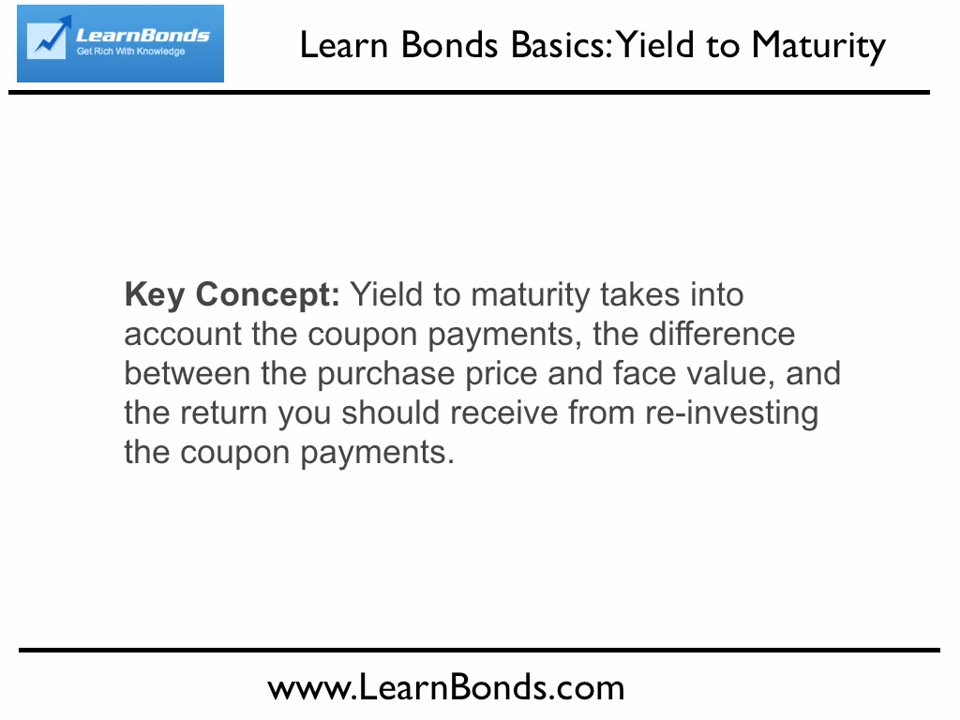 LearnBonds
Get Rich With Knowledge
Learn Bonds Basics: Yield to Maturity
Key Concept: Yield to maturity takes into
account the coupon payments, the difference
between the purchase price and face value, and
the return you should receive from re-investing
the coupon payments.
www.LearnBonds.com